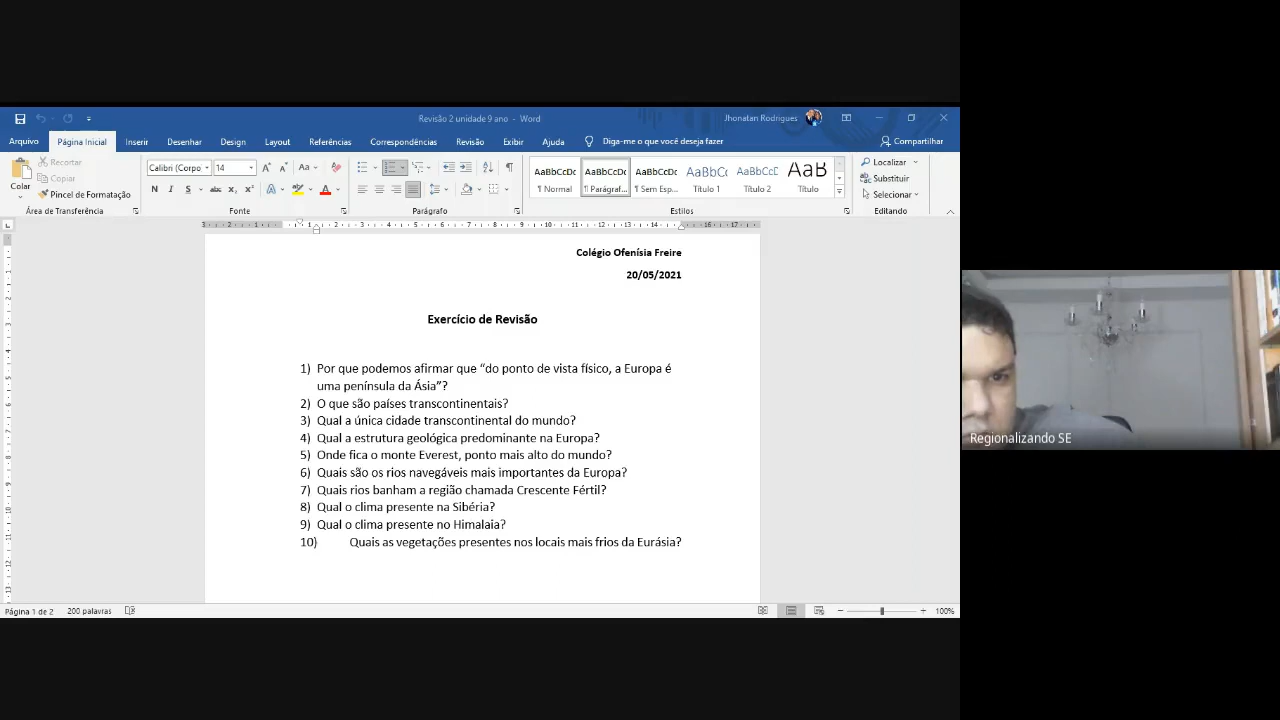 Revisão 2 unidade 9 ano - Word
Jhonatan Rodrigues
Arquivo Página Inicial Inserir Desenhar Design Layout Referências Correspondências Revisão Exibir Ajuda Diga-me o que você deseja fazer Compartilhar
Colar
Recortar
Copiar
Pincel de Formatação
Área de Transferência
Calibri (Corpo 14
Aa
N I S abc x₂ x²
Fonte
Parágrafo
AaBbCcDc AaBbCcDc AaBbCcDc AaBbCc AaBbCcC AaB
¶ Normal ¶ Parágraf... ¶ Sem Esp... Título 1 Título 2 Título
Estilos
Localizar
Substituir
Selecionar
Editando
Colégio Ofenísia Freire
20/05/2021
Exercício de Revisão
1) Por que podemos afirmar que “do ponto de vista físico, a Europa é
uma península da Ásia”?
2) O que são países transcontinentais?
3) Qual a única cidade transcontinental do mundo?
4) Qual a estrutura geológica predominante na Europa?
5) Onde fica o monte Everest, ponto mais alto do mundo?
6) Quais são os rios navegáveis mais importantes da Europa?
7) Quais rios banham a região chamada Crescente Fértil?
8) Qual o clima presente na Sibéria?
9) Qual o clima presente no Himalaia?
10) Quais as vegetações presentes nos locais mais frios da Eurásia?
Página 1 de 2 200 palavras
100%
Regionalizando SE